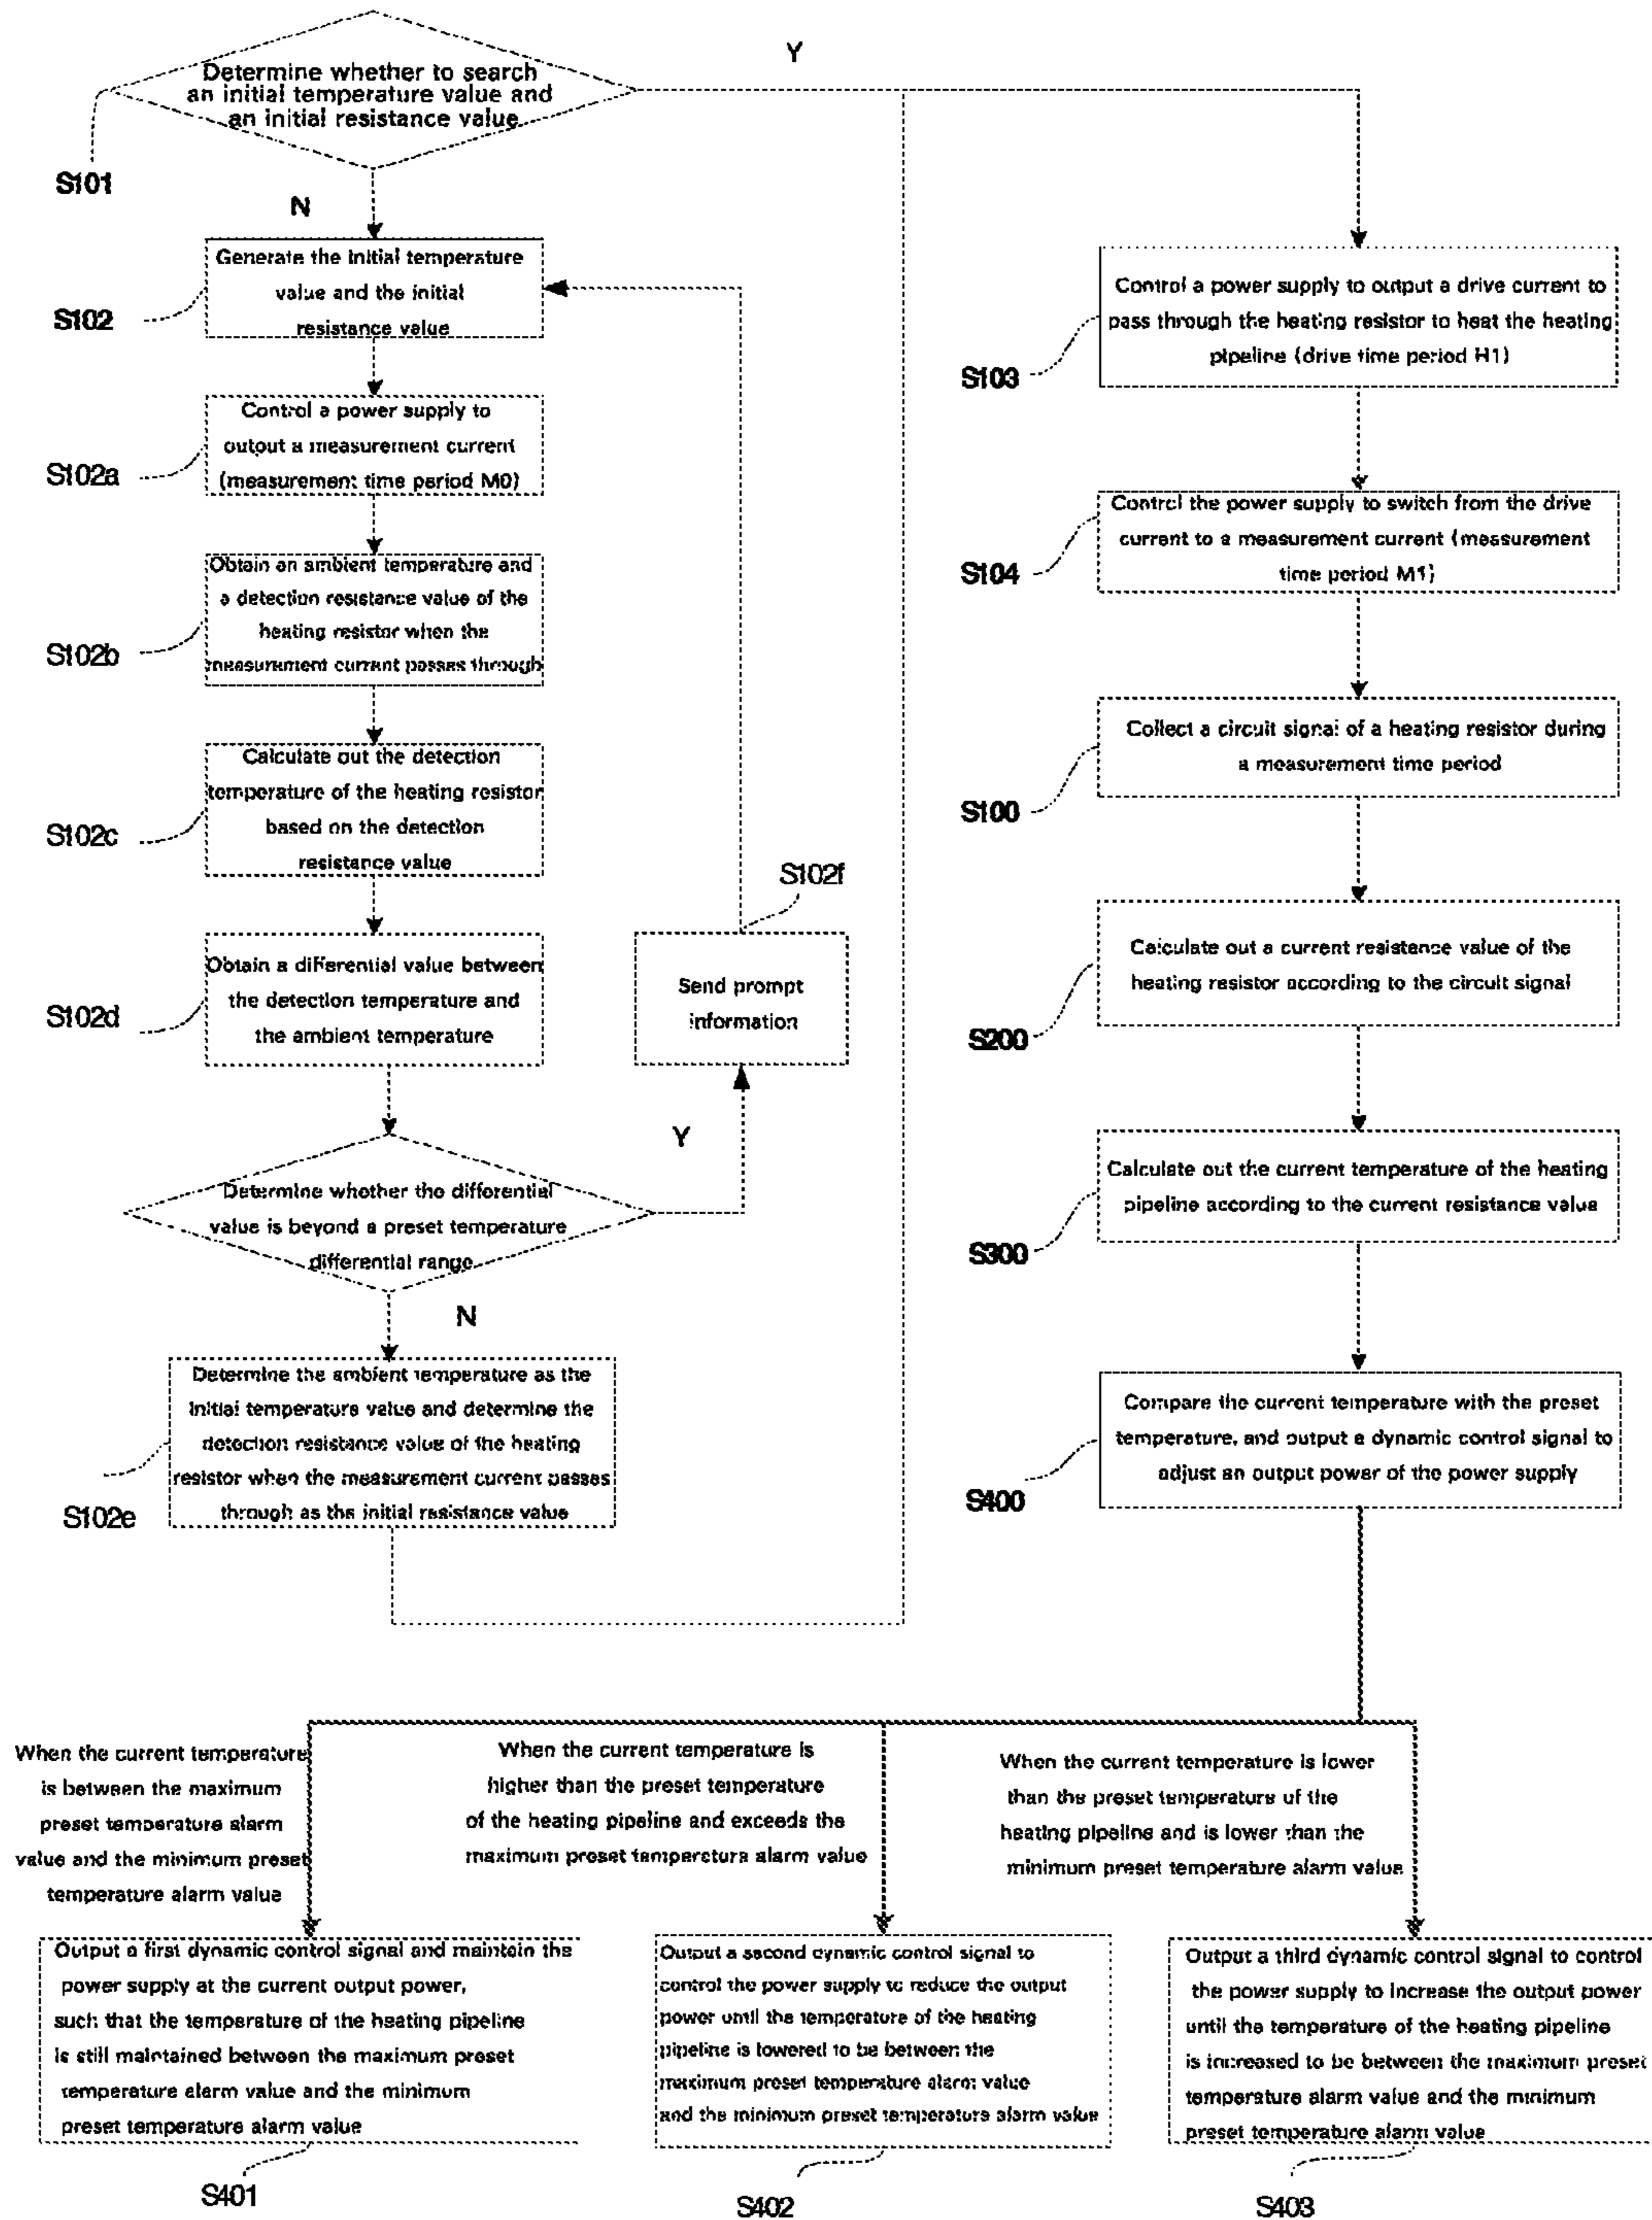 Determine whether to search
an initial temperature value and
an initial resistance value
Y
S101
N
Generate the initial temperature
value and the initial
resistance value
S102
Control a power supply to
output a measurement current
(measurement time period M0)
S102a
Obtain an ambient temperature and
a detection resistance value of the
heating resistor when the
measurement current passes through
S102b
Calculate out the detection
temperature of the heating resistor
based on the detection
resistance value
S102c
Obtain a differential value between
the detection temperature and
the ambient temperature
S102d
S102f
Send prompt
information
Y
Determine whether the differential
value is beyond a preset temperature
differential range
N
Determine the ambient temperature as the
initial temperature value and determine the
detection resistance value of the heating
resistor when the measurement current passes
through as the initial resistance value
S102e
Control a power supply to output a drive current to
pass through the heating resistor to heat the heating
pipeline (drive time period H1)
S103
Control the power supply to switch from the drive
current to a measurement current (measurement
time period M1)
S104
Collect a circuit signal of a heating resistor during
a measurement time period
S100
Calculate out a current resistance value of the
heating resistor according to the circuit signal
S200
Calculate out the current temperature of the heating
pipeline according to the current resistance value
S300
Compare the current temperature with the preset
temperature, and output a dynamic control signal to
adjust an output power of the power supply
S400
When the current temperature
is between the maximum
preset temperature alarm
value and the minimum preset
temperature alarm value
When the current temperature is
higher than the preset temperature
of the heating pipeline and exceeds the
maximum preset temperature alarm value
When the current temperature is lower
than the preset temperature of the
heating pipeline and is lower than the
minimum preset temperature alarm value
Output a first dynamic control signal and maintain the
power supply at the current output power,
such that the temperature of the heating pipeline
is still maintained between the maximum preset
temperature alarm value and the minimum
preset temperature alarm value
S401
Output a second dynamic control signal to
control the power supply to reduce the output
power until the temperature of the heating
pipeline is lowered to be between the
maximum preset temperature alarm value
and the minimum preset temperature alarm value
S402
Output a third dynamic control signal to control
the power supply to increase the output power
until the temperature of the heating pipeline
is increased to be between the maximum preset
temperature alarm value and the minimum
preset temperature alarm value
S403